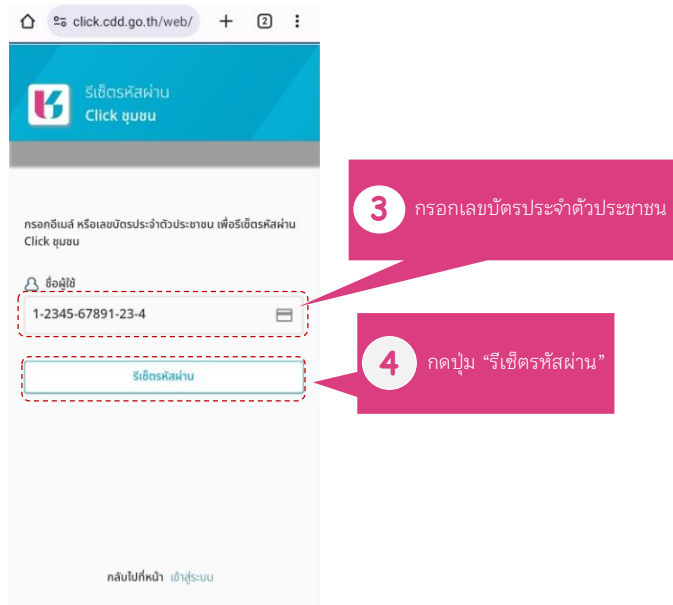 click.cdd.go.th/web/
2
รีเซ็ตรหัสผ่าน
Click ชุมชน
กรอกอีเมล์ หรือเลขบัตรประจำตัวประชาชน เพื่อรีเซ็ตรหัสผ่าน
Click ชุมชน
ชื่อผู้ใช้
1-2345-67891-23-4
รีเซ็ตรหัสผ่าน
กลับไปที่หน้า เข้าสู่ระบบ
3 กรอกเลขบัตรประจำตัวประชาชน
4 กดปุ่ม “รีเซ็ตรหัสผ่าน”